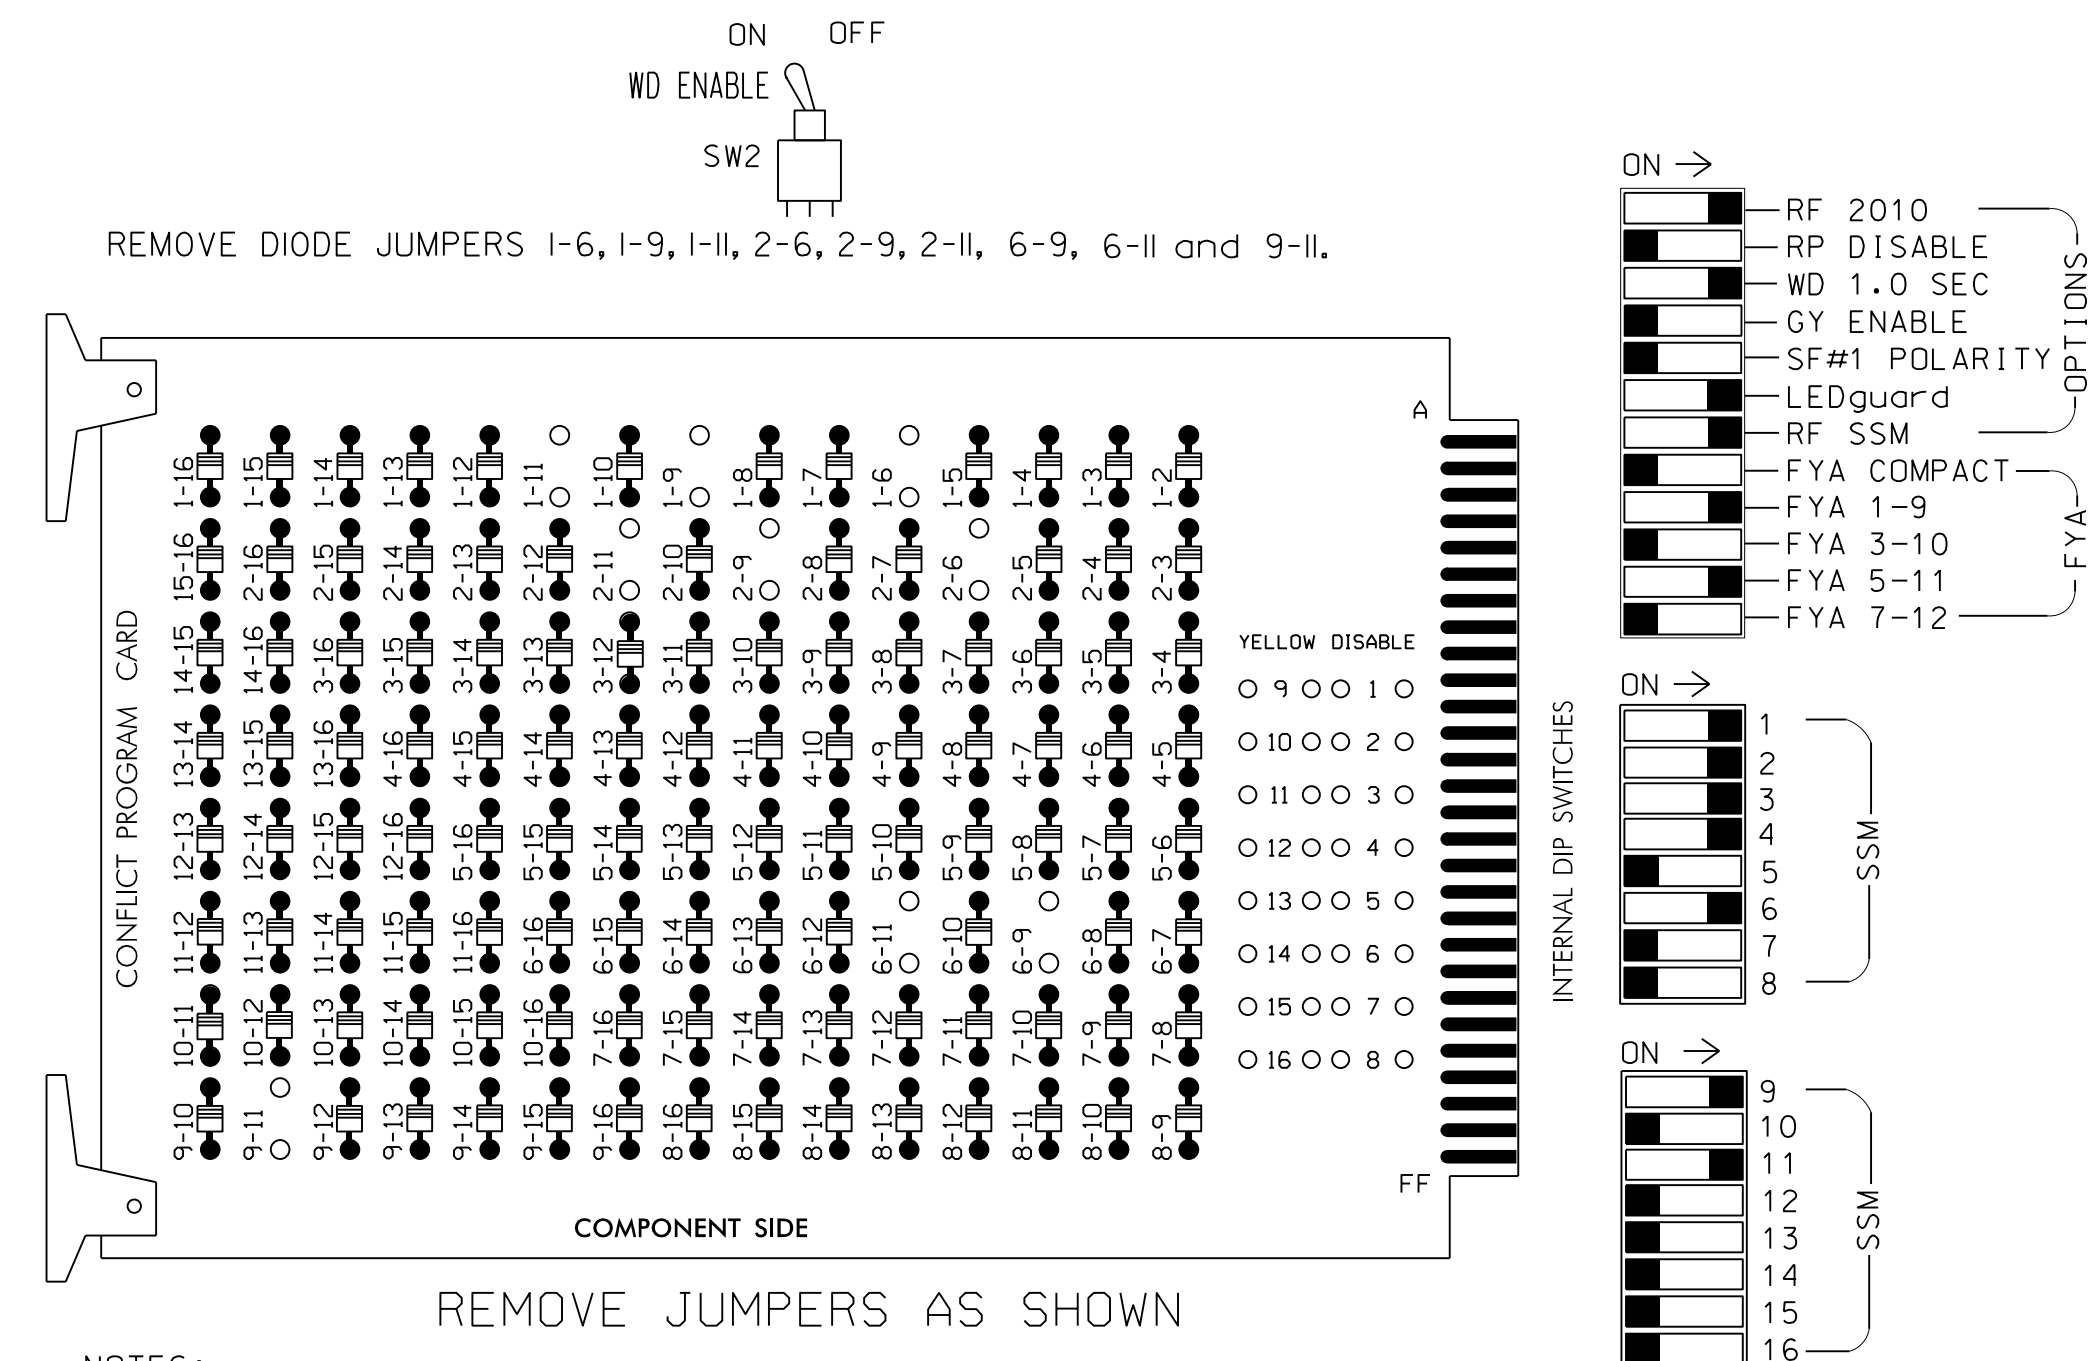 ON OFF
WD ENABLE
SW2
REMOVE DIODE JUMPERS 1-6, 1-9, 1-11, 2-6, 2-9, 2-11, 6-9, 6-11 and 9-11.
CONFLICT PROGRAM CARD
1-16 1-15 1-14 1-13 1-12 1-11 1-10 1-9 1-8 1-7 1-6 1-5 1-4 1-3 1-2
15-16 2-16 2-15 2-14 2-13 2-12 2-11 2-10 2-9 2-8 2-7 2-6 2-5 2-4 2-3
14-15 14-16 3-16 3-15 3-14 3-13 3-12 3-11 3-10 3-9 3-8 3-7 3-6 3-5 3-4
13-14 13-15 13-16 4-16 4-15 4-14 4-13 4-12 4-11 4-10 4-9 4-8 4-7 4-6 4-5
12-13 12-14 12-15 12-16 5-16 5-15 5-14 5-13 5-12 5-11 5-10 5-9 5-8 5-7 5-6
11-12 11-13 11-14 11-15 11-16 6-16 6-15 6-14 6-13 6-12 6-11 6-10 6-9 6-8 6-7
10-11 10-12 10-13 10-14 10-15 10-16 7-16 7-15 7-14 7-13 7-12 7-11 7-10 7-9 7-8
9-10 9-11 9-12 9-13 9-14 9-15 9-16 8-16 8-15 8-14 8-13 8-12 8-11 8-10 8-9
A
YELLOW DISABLE
9 1
10 2
11 3
12 4
13 5
14 6
15 7
16 8
FF
COMPONENT SIDE
REMOVE JUMPERS AS SHOWN
NOTES:
INTERNAL DIP SWITCHES
ON
RF 2010
RP DISABLE
WD 1.0 SEC
GY ENABLE
SF#1 POLARITY
LEDguard
RF SSM
OPTIONS
FYA COMPACT
FYA 1-9
FYA 3-10
FYA 5-11
FYA 7-12
FYA
ON
1
2
3
4
5
6
7
8
SSM
ON
9
10
11
12
13
14
15
16
SSM